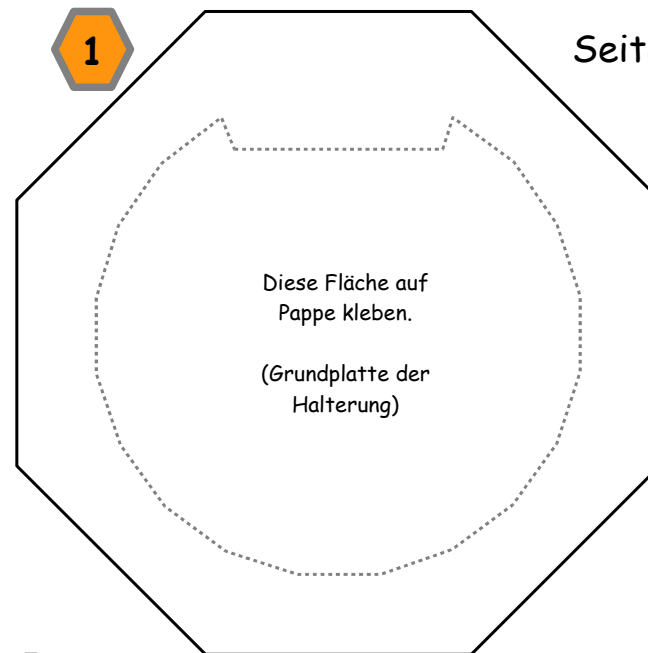 1
Seit
Diese Fläche auf
Pappe kleben.
(Grundplatte der
Halterung)